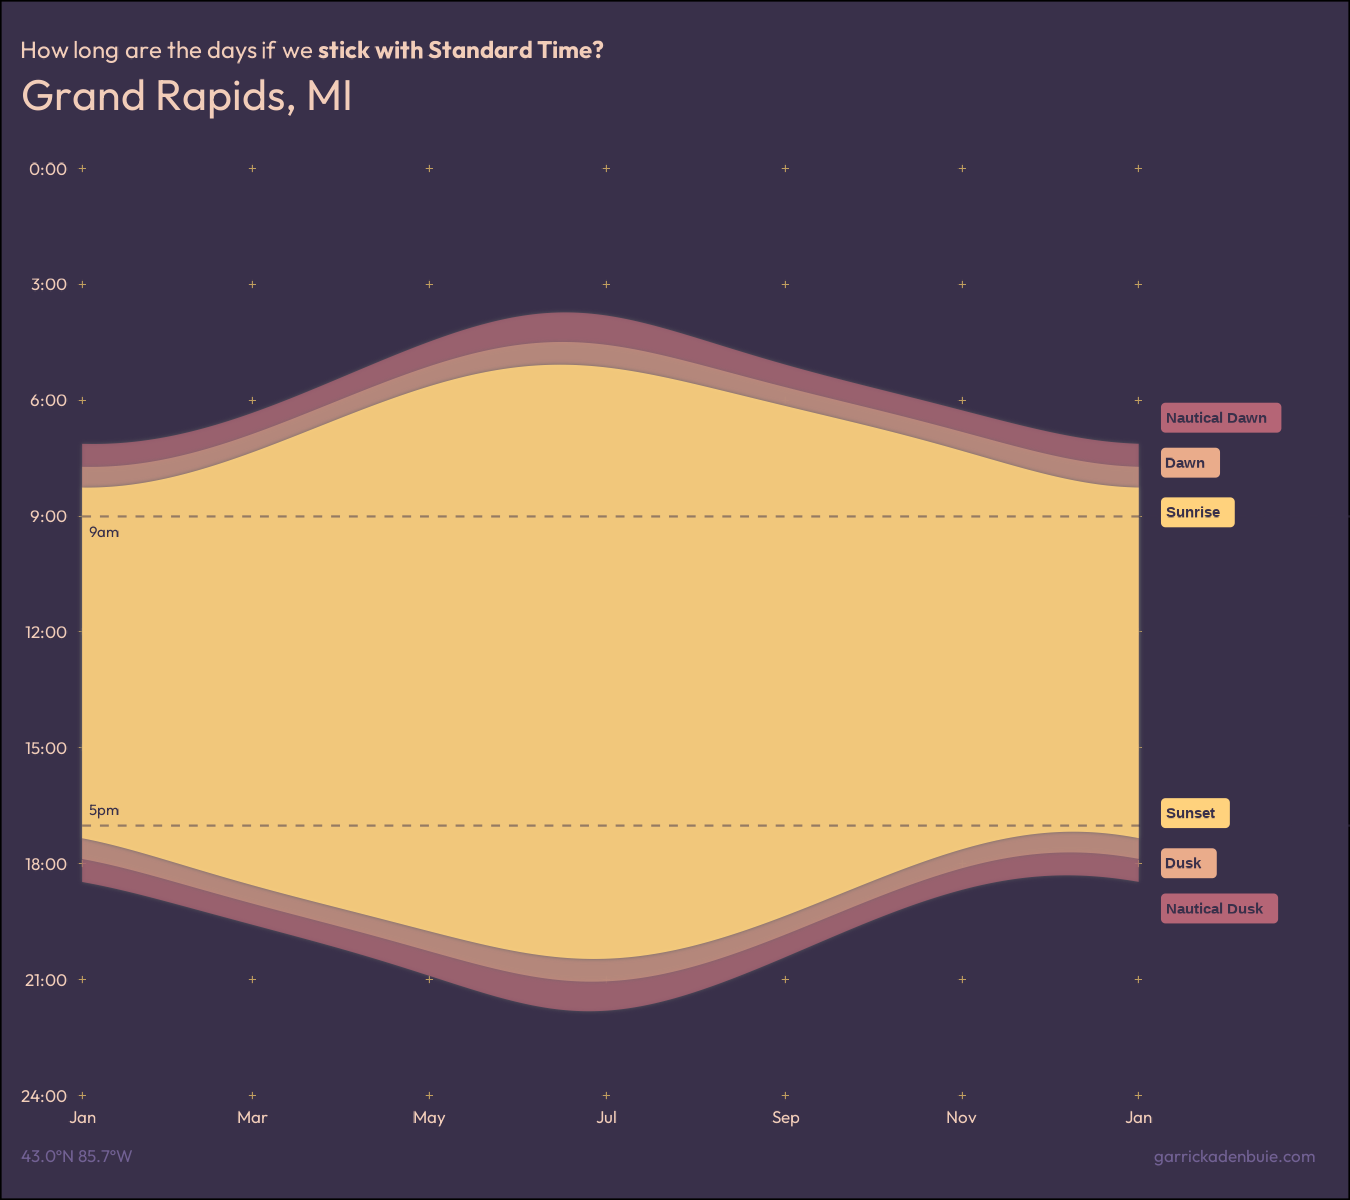 How long are the days if we stick with Standard Time?
Grand Rapids, MI
0:00
3:00
6:00
Nautical Dawn
Dawn
Sunrise
9:00
9am
12:00
15:00
5pm
Sunset
18:00
Dusk
Nautical Dusk
21:00
24:00
Jan Mar May Jul Sep Nov Jan
43.0°N 85.7°W
garrickadenbuie.com